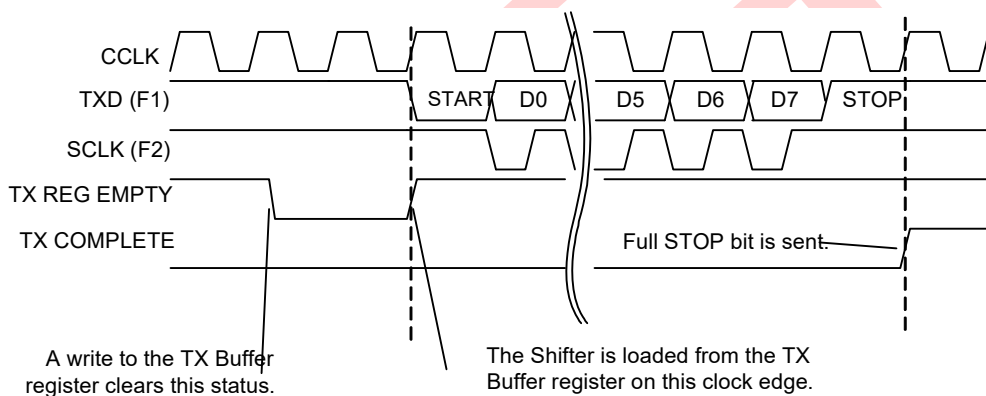 CCLK
TXD (F1)
START D0 D5 D6 D7 STOP
SCLK (F2)
TX REG EMPTY
TX COMPLETE
Full STOP bit is sent.
A write to the TX Buffer
register clears this status.
The Shifter is loaded from the TX
Buffer register on this clock edge.